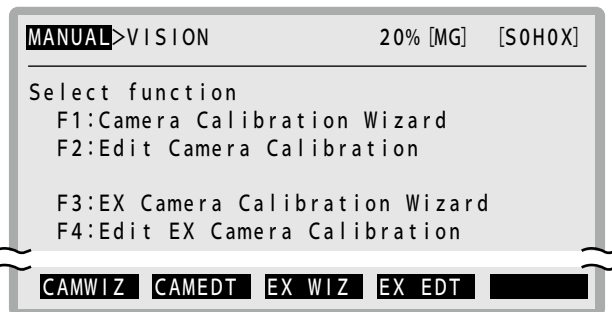 MANUAL>VISION 20% [MG] [S0H0X]
Select function
F1:Camera Calibration Wizard
F2:Edit Camera Calibration
F3:EX Camera Calibration Wizard
F4:Edit EX Camera Calibration
CAMWIZ CAMEDT EX WIZ EX EDT